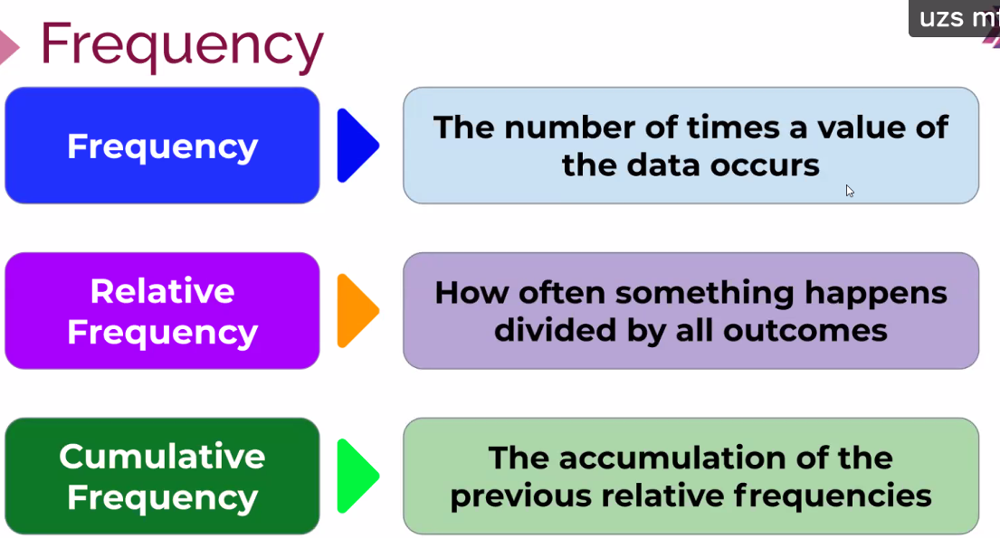 uzs
Frequency
Frequency
The number of times a value of
the data occurs
Relative
Frequency
How often something happens
divided by all outcomes
Cumulative
Frequency
The accumulation of the
previous relative frequencies